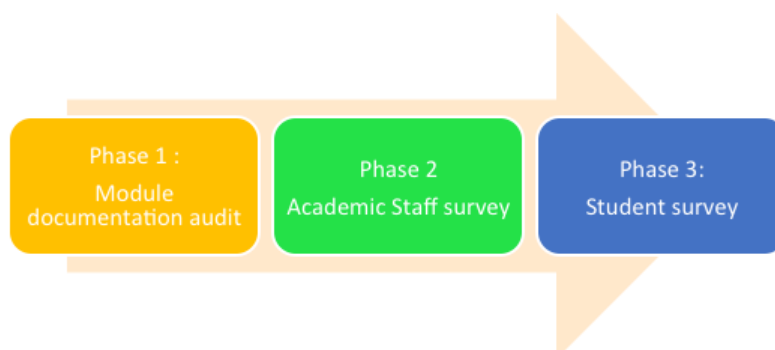 Phase 1 :
Module
documentation audit
Phase 2
Academic Staff survey
Phase 3:
Student survey